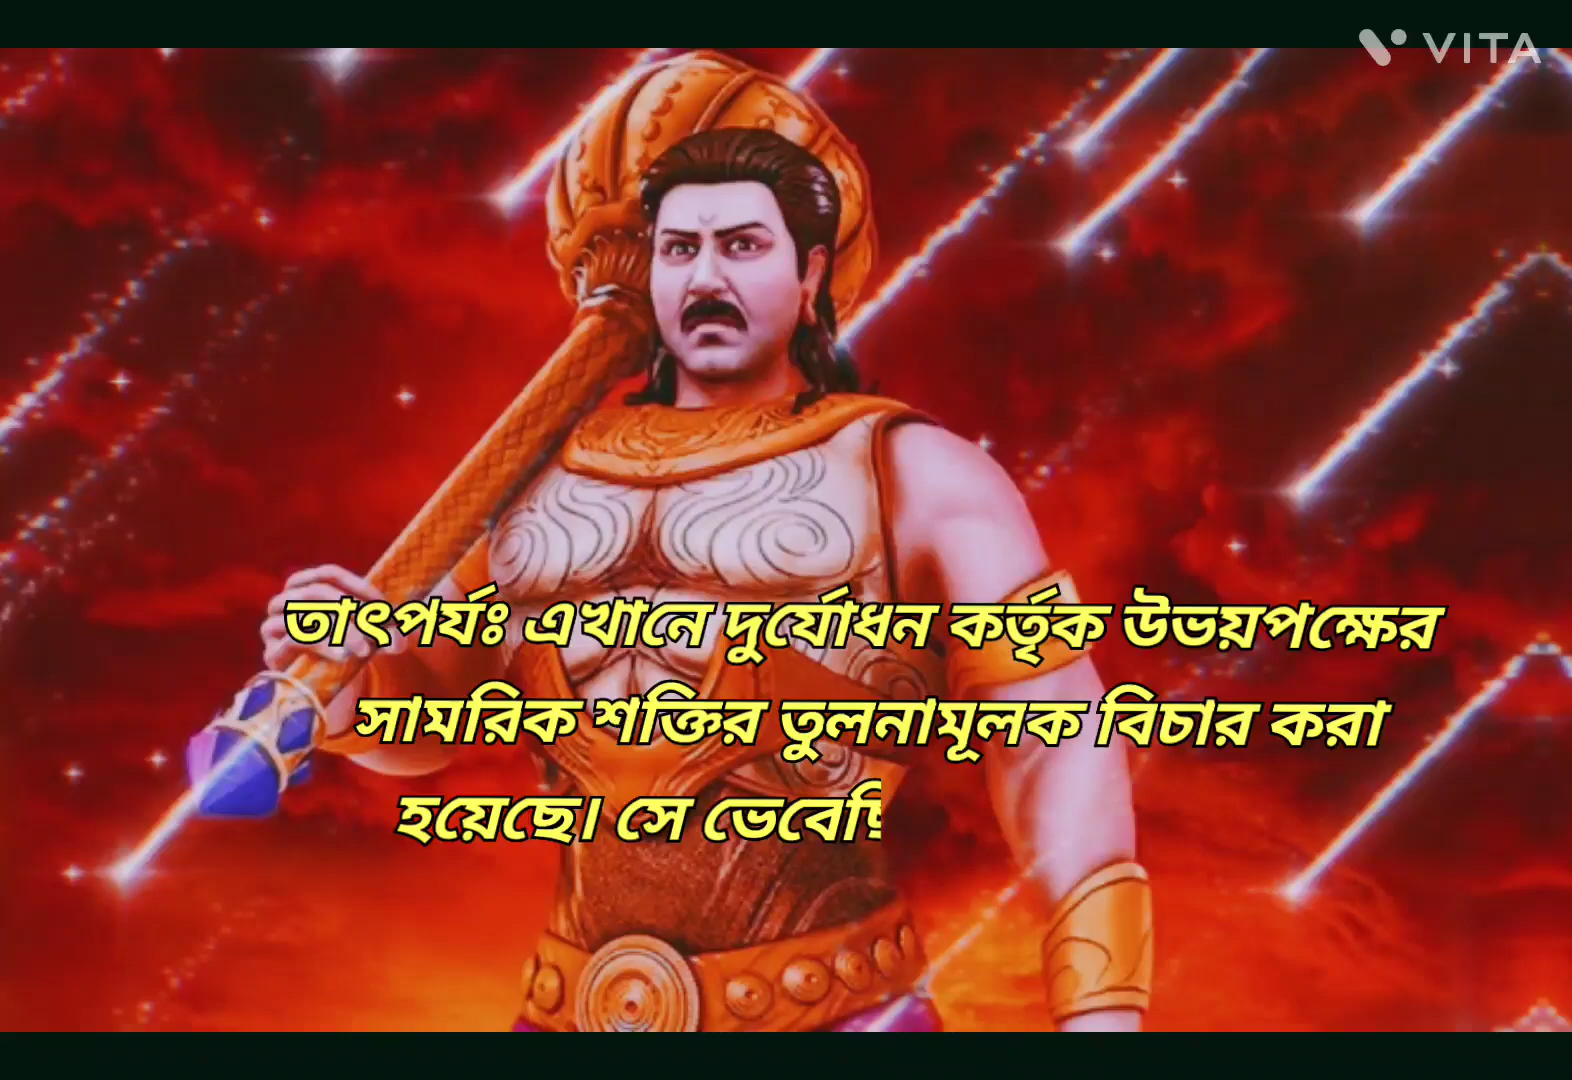 VITA
তাৎপর্যঃ এখানে দুর্যোধন কর্তৃক উভয়পক্ষের
সামরিক শক্তির তুলনামূলক বিচার করা
হয়েছে। সে